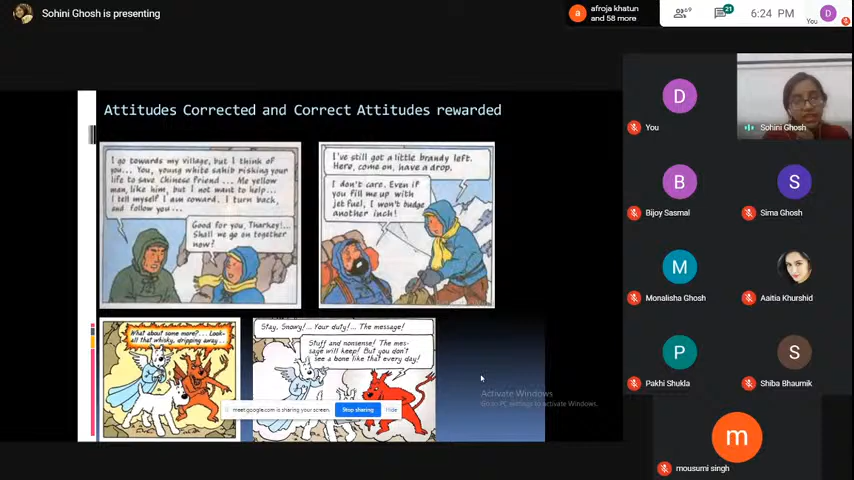 Sohini Ghosh is presenting
afroja khatun
and 58 more
69
21
6:24 PM
D
You
a
Attitudes Corrected and Correct Attitudes rewarded
I go towards my village, but I think of
you... You, young white sahib risking your
life to save Chinese friend... Me yellow
man, like him, but I not want to help...
I tell myself I am coward. I turn back,
and follow you...
Good for you, Tharkey!...
Shall we go on together
now?
I've still got a little brandy left.
Here, come on, have a drop.
I don't care. Even if
you fill me up with
jet fuel, I won't budge
another inch!
What about some more?... Look-
all that whisky, dripping away...
Stay, Snowy!... Your duty!... The message!
Stuff and nonsense! The mes-
sage will keep! But you don't
see a bone like that every day!
meet.google.com is sharing your screen.
Stop sharing
Hide
Activate Windows
Go to PC settings to activate Windows.
D
You
Sohini Ghosh
B
Bijoy Sasmal
S
Sima Ghosh
M
Monalisha Ghosh
Aaitia Khurshid
P
Pakhi Shukla
S
Shiba Bhaumik
m
mousumi singh